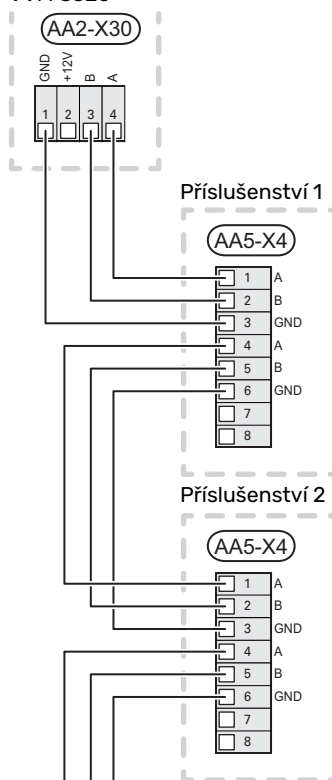 AA2-X30
GND +12V B A
1 2 3 4
Příslušenství 1
AA5-X4
1 A
2 B
3 GND
4 A
5 B
6 GND
7
8
Příslušenství 2
AA5-X4
1 A
2 B
3 GND
4 A
5 B
6 GND
7
8